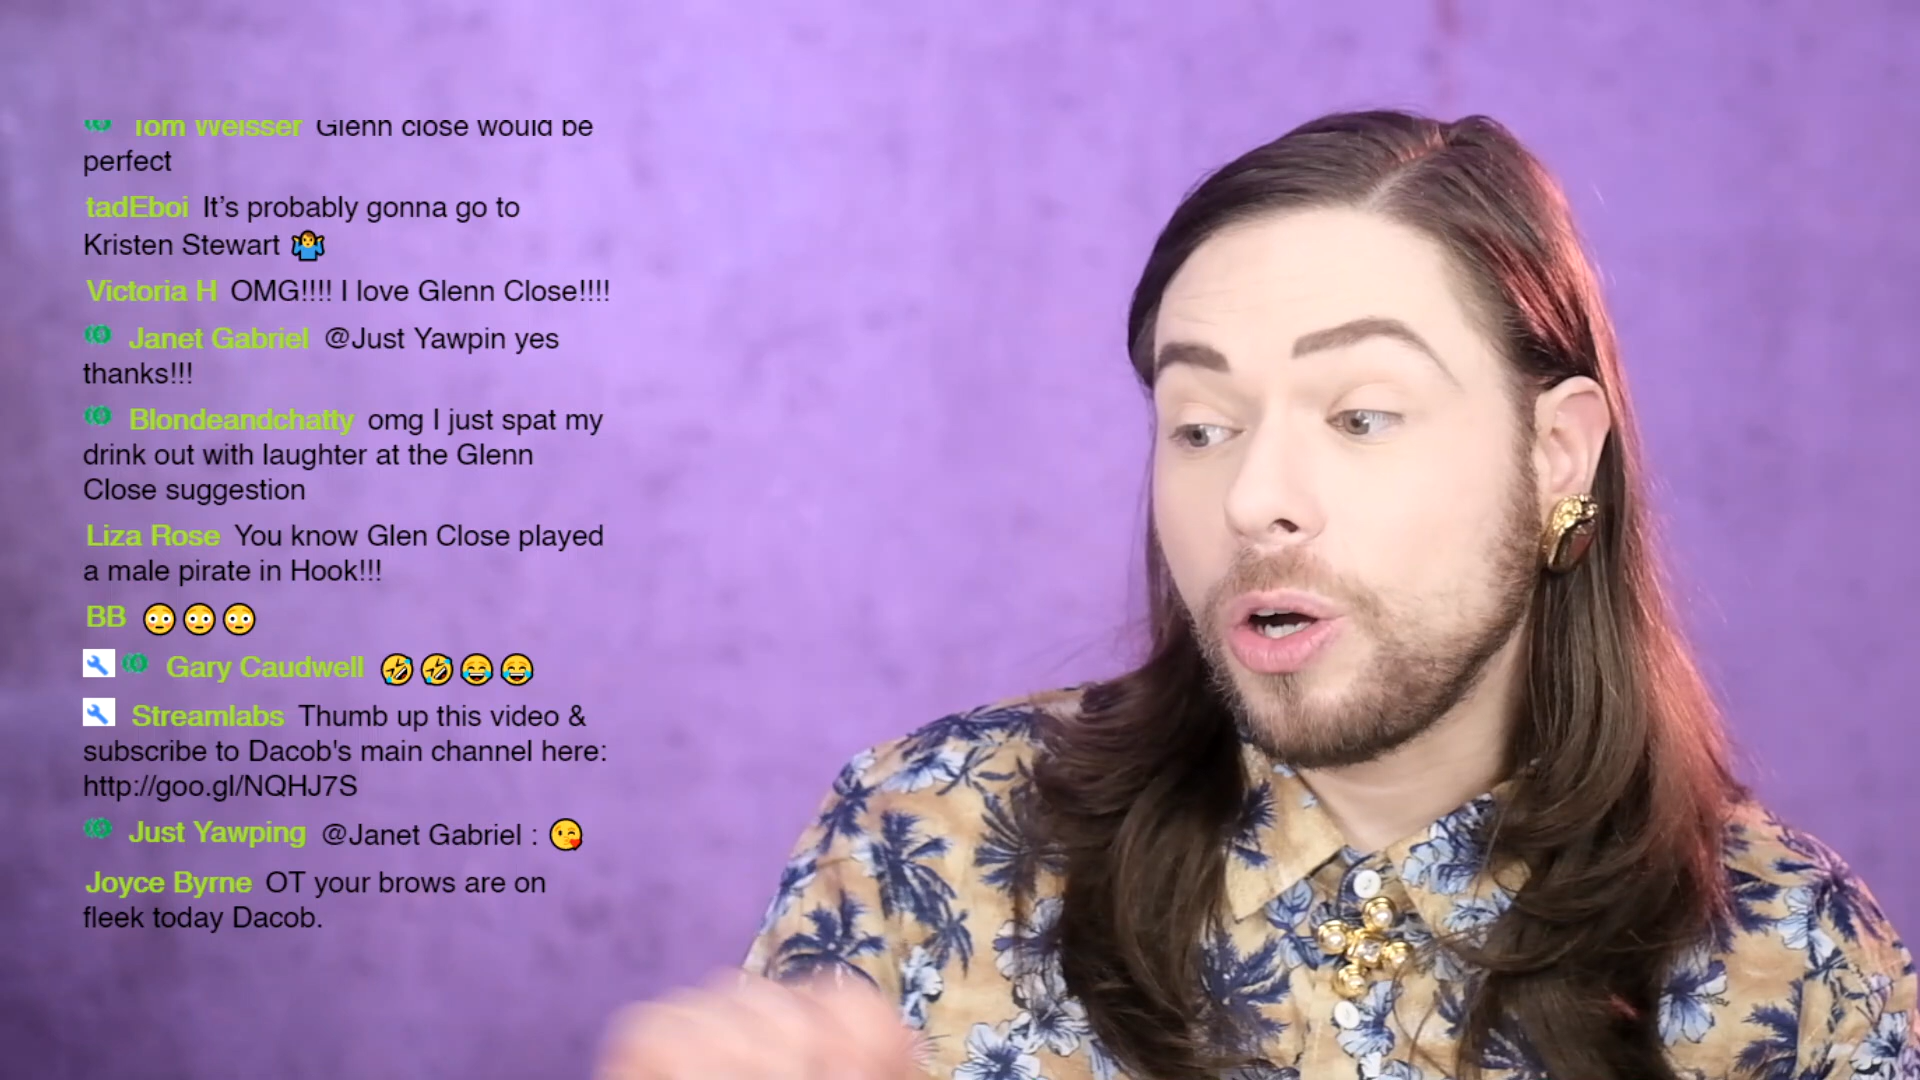 Tom Weisser Glenn close would be
perfect
tadEboi It’s probably gonna go to
Kristen Stewart 🤷‍♂️
Victoria H OMG!!!! I love Glenn Close!!!!
Janet Gabriel @Just Yawpin yes
thanks!!!
Blondeandchatty omg I just spat my
drink out with laughter at the Glenn
Close suggestion
Liza Rose You know Glen Close played
a male pirate in Hook!!!
BB 😳😳😳
Gary Caudwell 🤣🤣😂😂
Streamlabs Thumb up this video &
subscribe to Dacob's main channel here:
http://goo.gl/NQHJ7S
Just Yawping @Janet Gabriel : 😘
Joyce Byrne OT your brows are on
fleek today Dacob.